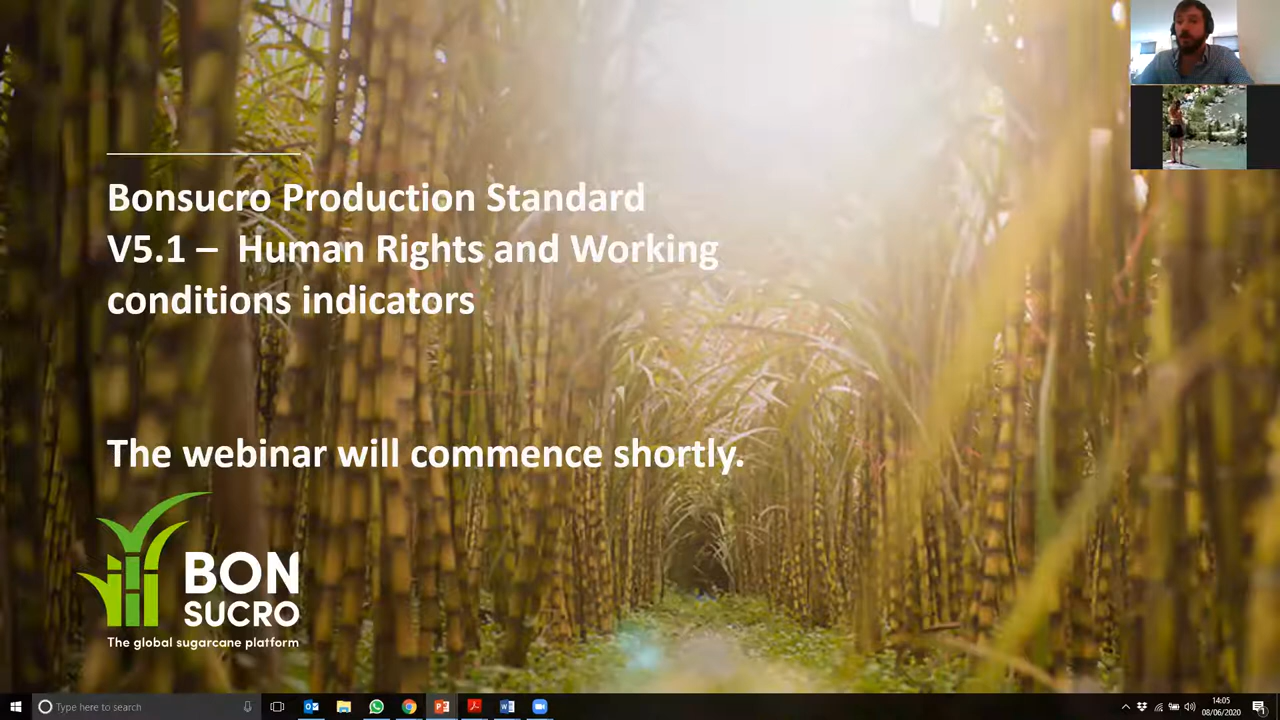 Bonsucro Production Standard
V5.1 – Human Rights and Working
conditions indicators
The webinar will commence shortly.
BON
SUCRO
The global sugarcane platform
Type here to search
14:05
08/06/2020